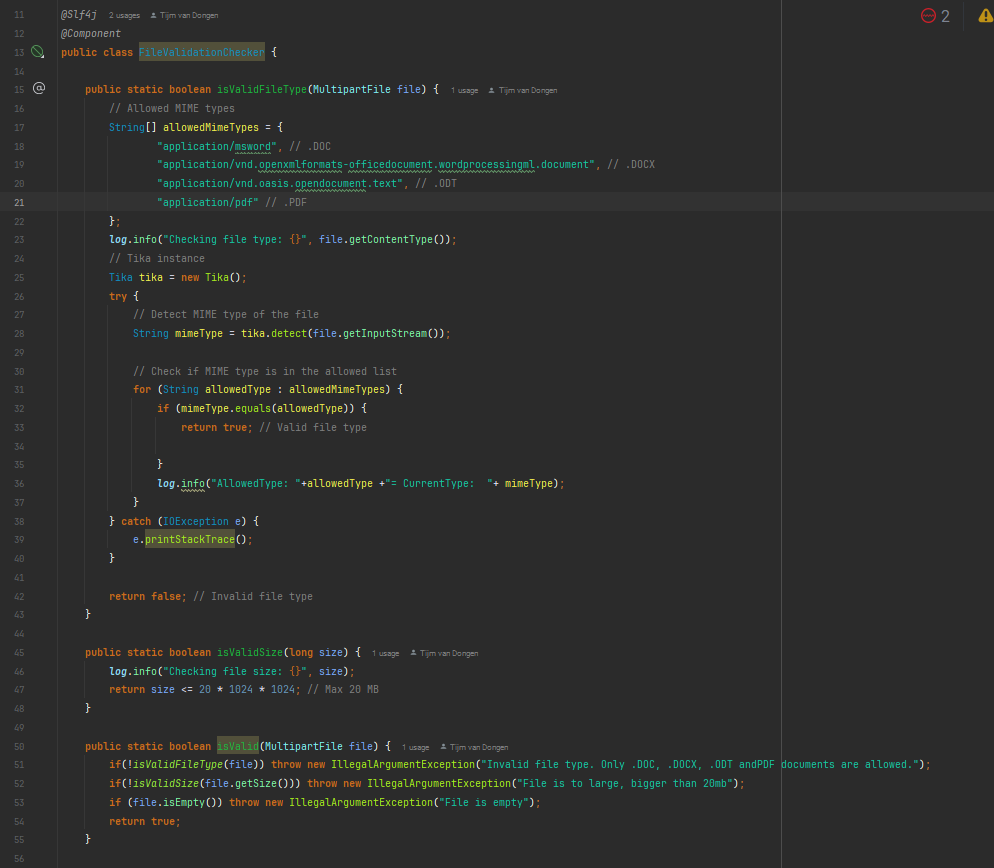 11 @Slf4j 2 usages Tijm van Dongen 2
12 @Component
13 public class FileValidationChecker {
14
15 @ public static boolean isValidFileType(MultipartFile file) { 1 usage Tijm van Dongen
16 // Allowed MIME types
17 String[] allowedMimeTypes = {
18 "application/msword", // .DOC
19 "application/vnd.openxmlformats-officedocument.wordprocessingml.document", // .DOCX
20 "application/vnd.oasis.opendocument.text", // .ODT
21 "application/pdf" // .PDF
22 };
23 log.info("Checking file type: {}", file.getContentType());
24 // Tika instance
25 Tika tika = new Tika();
26 try {
27 // Detect MIME type of the file
28 String mimeType = tika.detect(file.getInputStream());
29
30 // Check if MIME type is in the allowed list
31 for (String allowedType : allowedMimeTypes) {
32 if (mimeType.equals(allowedType)) {
33 return true; // Valid file type
34
35 }
36 log.info("AllowedType: "+allowedType +"= CurrentType:  "+ mimeType);
37 }
38 } catch (IOException e) {
39 e.printStackTrace();
40 }
41
42 return false; // Invalid file type
43 }
44
45 public static boolean isValidSize(long size) { 1 usage Tijm van Dongen
46 log.info("Checking file size: {}", size);
47 return size <= 20 * 1024 * 1024; // Max 20 MB
48 }
49
50 public static boolean isValid(MultipartFile file) { 1 usage Tijm van Dongen
51 if(!isValidFileType(file)) throw new IllegalArgumentException("Invalid file type. Only .DOC, .DOCX, .ODT andPDF documents are allowed.");
52 if(!isValidSize(file.getSize())) throw new IllegalArgumentException("File is to large, bigger than 20mb");
53 if (file.isEmpty()) throw new IllegalArgumentException("File is empty");
54 return true;
55 }
56